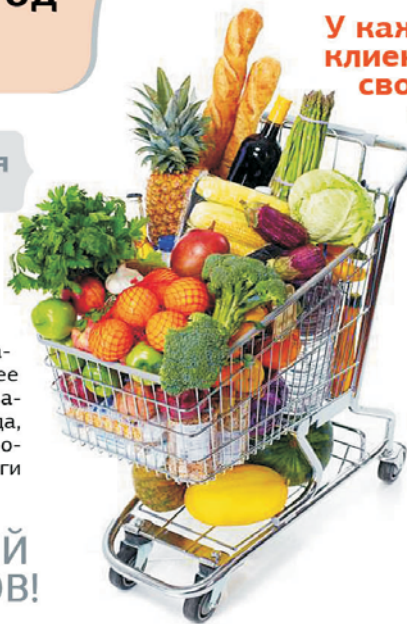 од
У каж
клиен
сво
я
а-
ее
а-
да,
о-
ги
Й
ОВ!